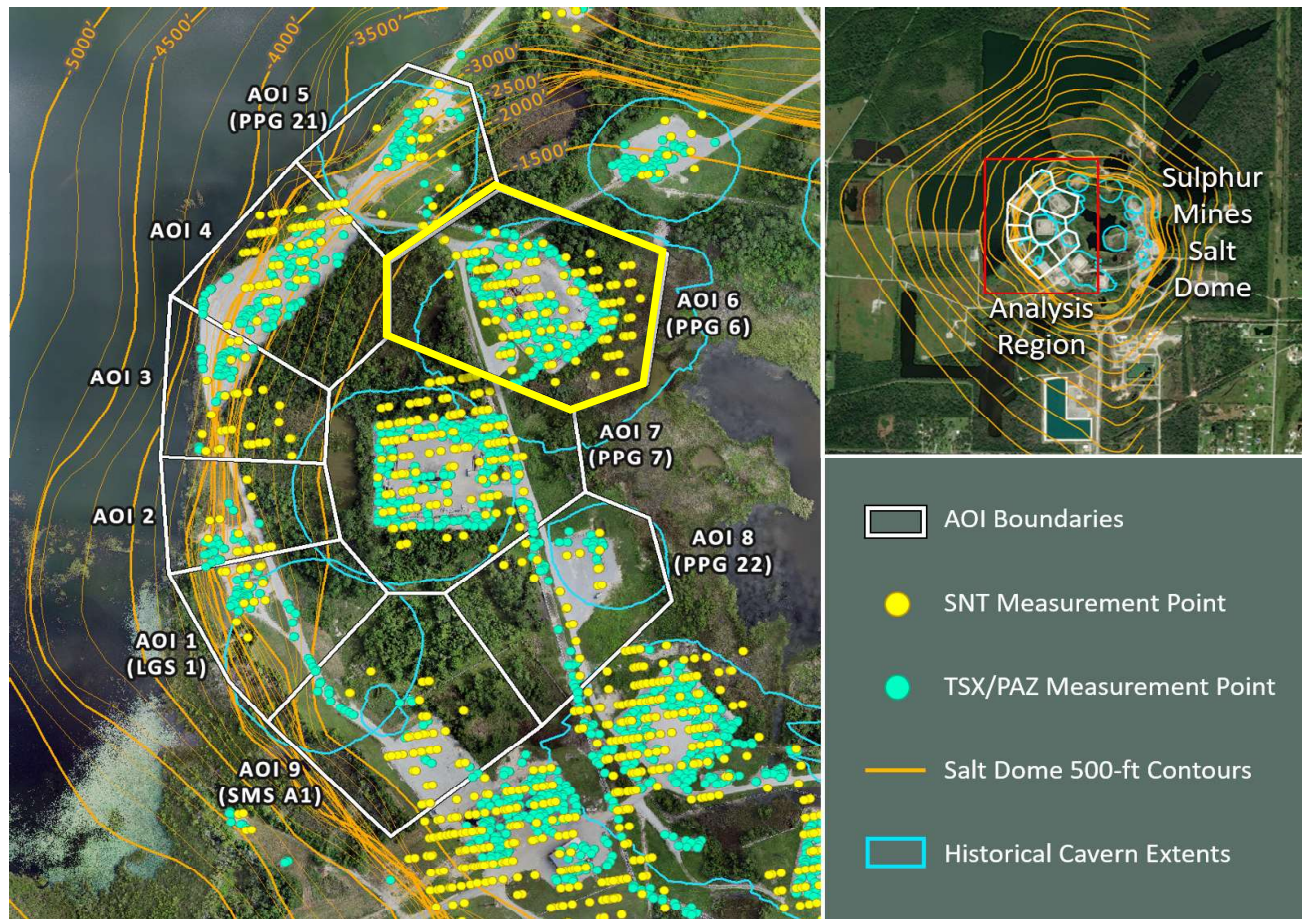 -5000'
-4500'
-4000'
-3500'
-3000'
-2500'
-2000'
-1500'
AOI 5
(PPG 21)
AOI 4
AOI 3
AOI 2
AOI 1
(LGS 1)
AOI 9
(SMS A1)
AOI 6
(PPG 6)
AOI 7
(PPG 7)
AOI 8
(PPG 22)
Sulphur
Mines
Salt
Dome
Analysis
Region
AOI Boundaries
SNT Measurement Point
TSX/PAZ Measurement Point
Salt Dome 500-ft Contours
Historical Cavern Extents